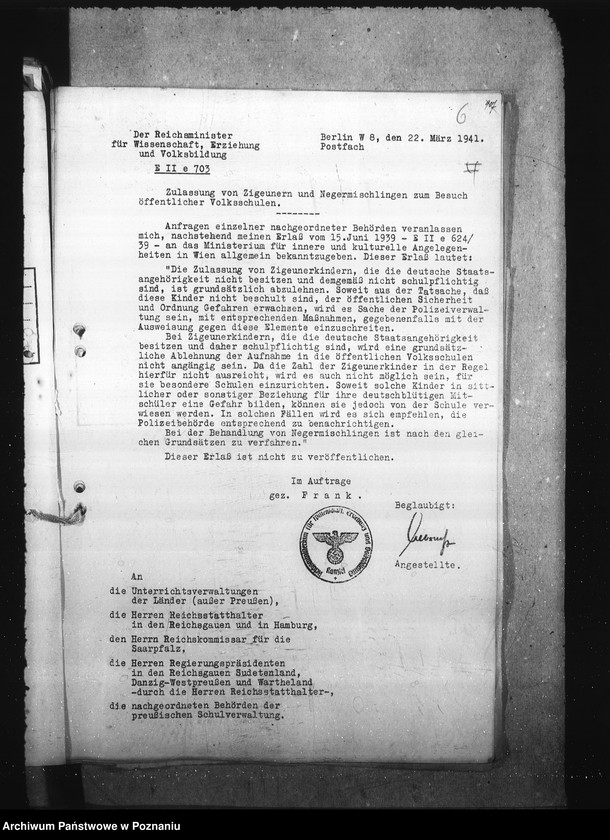 6
Der Reichsminister
für Wissenschaft, Erziehung
und Volksbildung
E II e 703
Berlin W 8, den 22. März 1941.
Postfach
Zulassung von Zigeunern und Negermischlingen zum Besuch
öffentlicher Volksschulen.
Anfragen einzelner nachgeordneter Behörden veranlassen
mich, nachstehend meinen Erlaß vom 15.Juni 1939 - E II e 624/
39 - an das Ministerium für innere und kulturelle Angelegen-
heiten in Wien allgemein bekanntzugeben. Dieser Erlaß lautet:
"Die Zulassung von Zigeunerkindern, die die deutsche Staats-
angehörigkeit nicht besitzen und demgemäß nicht schulpflichtig
sind, ist grundsätzlich abzulehnen. Soweit aus der Tatsache, daß
diese Kinder nicht beschult sind, der öffentlichen Sicherheit
und Ordnung Gefahren erwachsen, wird es Sache der Polizeiverwal-
tung sein, mit entsprechenden Maßnahmen, gegebenenfalls mit der
Ausweisung gegen diese Elemente einzuschreiten.
Bei Zigeunerkindern, die die deutsche Staatsangehörigkeit
besitzen und daher schulpflichtig sind, wird eine grundsätz-
liche Ablehnung der Aufnahme in die öffentlichen Volksschulen
nicht angängig sein. Da die Zahl der Zigeunerkinder in der Regel
hierfür nicht ausreicht, wird es auch nicht möglich sein, für
sie besondere Schulen einzurichten. Soweit solche Kinder in sitt-
licher oder sonstiger Beziehung für ihre deutschblütigen Mit-
schüler eine Gefahr bilden, können sie jedoch von der Schule ver-
wiesen werden. In solchen Fällen wird es sich empfehlen, die
Polizeibehörde entsprechend zu benachrichtigen.
Bei der Behandlung von Negermischlingen ist nach den glei-
chen Grundsätzen zu verfahren."
Dieser Erlaß ist nicht zu veröffentlichen.
Im Auftrage
gez. Frank.
Beglaubigt:
Angestellte.
An
die Unterrichtsverwaltungen
der Länder (außer Preußen),
die Herren Reichsstatthalter
in den Reichsgauen und in Hamburg,
den Herrn Reichskommissar für die
Saarpfalz,
die Herren Regierungspräsidenten
in den Reichsgauen Sudetenland,
Danzig-Westpreußen und Wartheland
-durch die Herren Reichsstatthalter-,
die nachgeordneten Behörden der
preußischen Schulverwaltung.
Archiwum Państwowe w Poznaniu